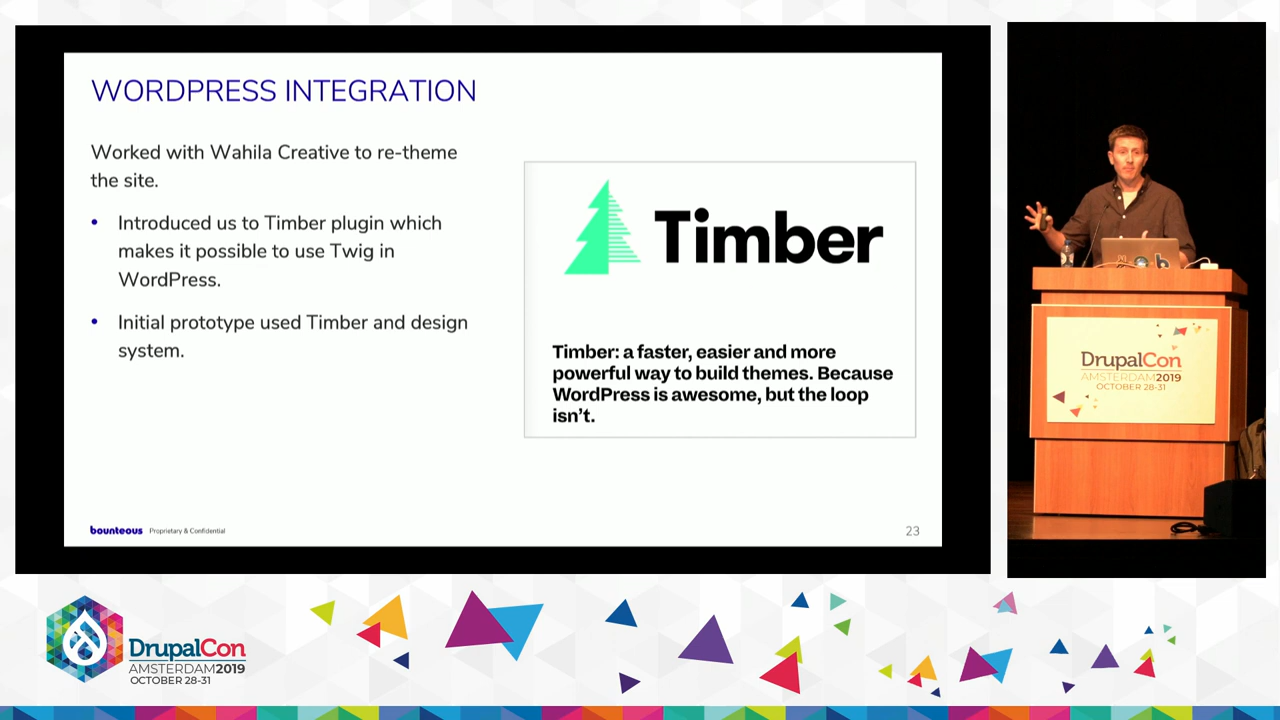 WORDPRESS INTEGRATION
Worked with Wahila Creative to re-theme
the site.
• Introduced us to Timber plugin which
makes it possible to use Twig in
WordPress.
• Initial prototype used Timber and design
system.
Timber
Timber: a faster, easier and more
powerful way to build themes. Because
WordPress is awesome, but the loop
isn't.
bounteous Proprietary & Confidential
23
DrupalCon
AMSTERDAM2019
OCTOBER 28-31
DrupalCon
AMSTERDAM2019
OCTOBER 28-31